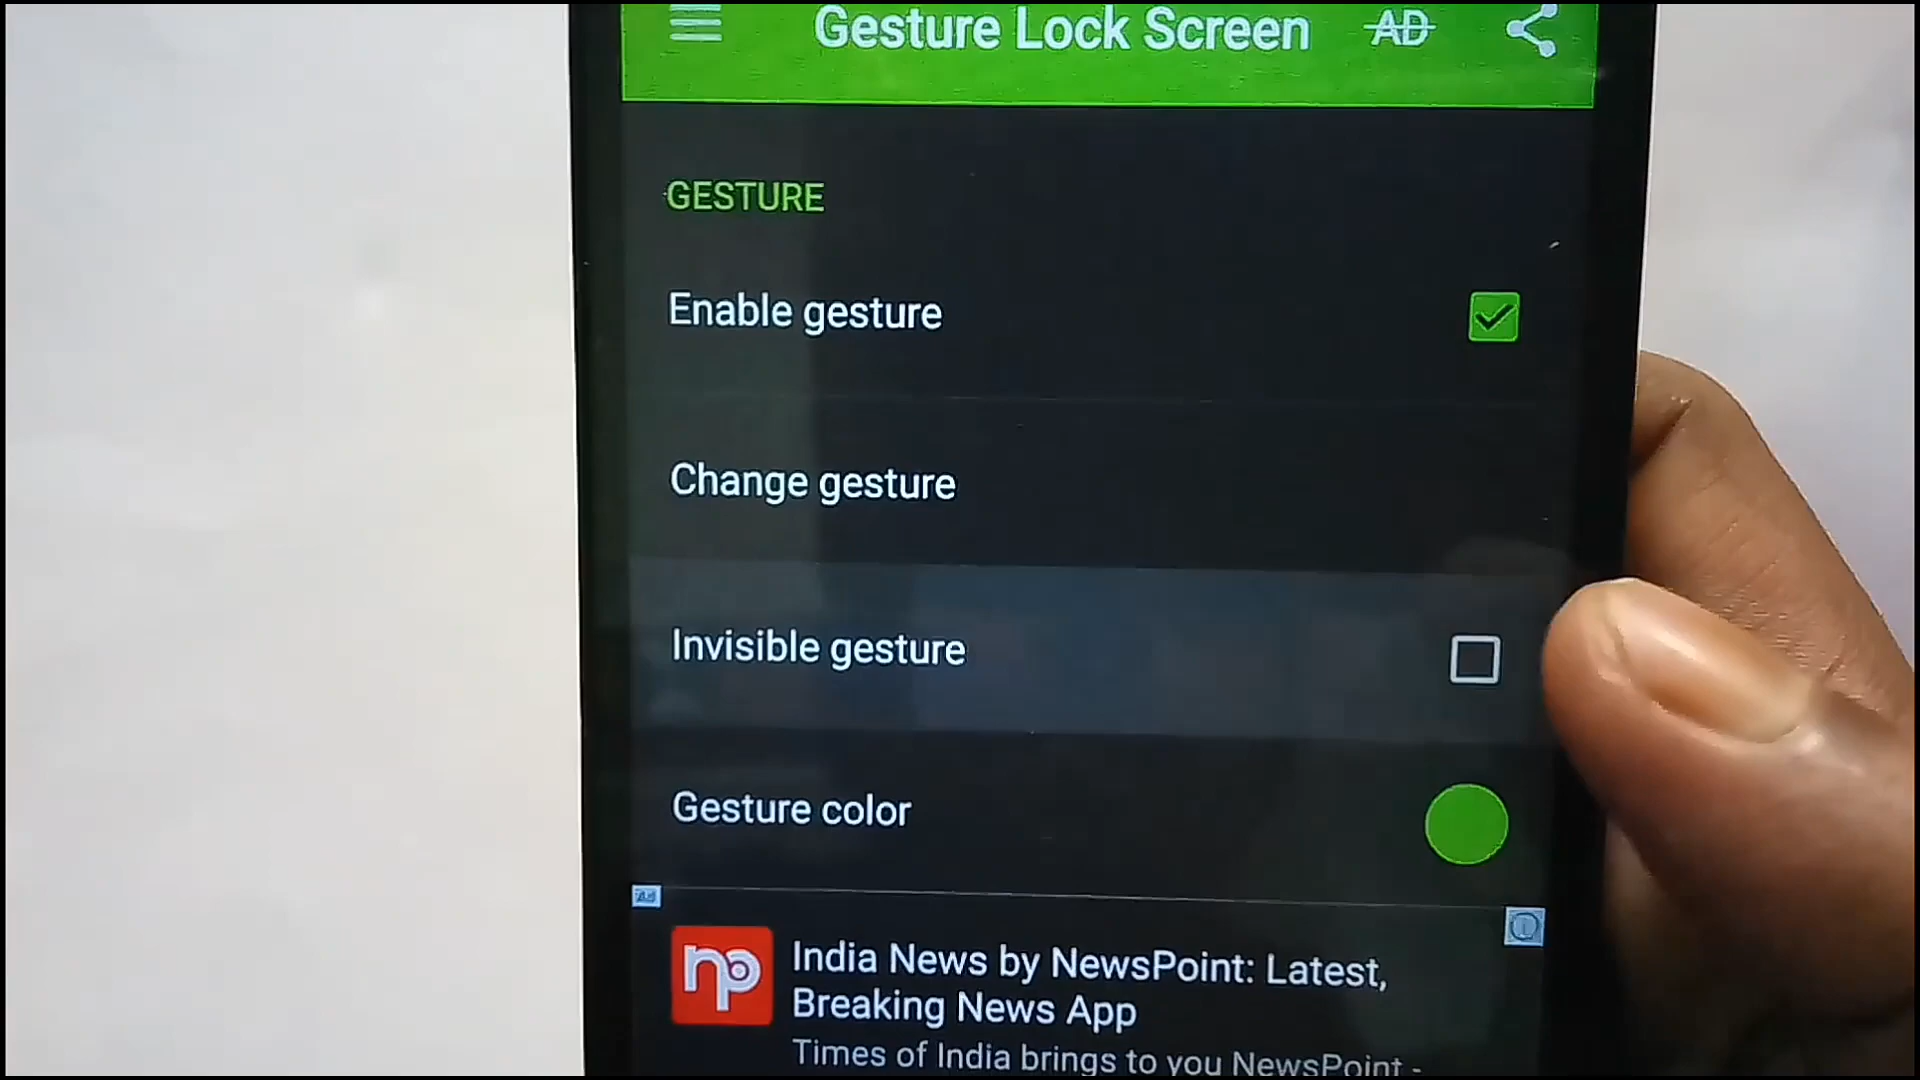 Gesture Lock Screen AD
GESTURE
Enable gesture
Change gesture
Invisible gesture
Gesture color
Ad
np
India News by NewsPoint: Latest,
Breaking News App
Times of India brings to you NewsPoint -